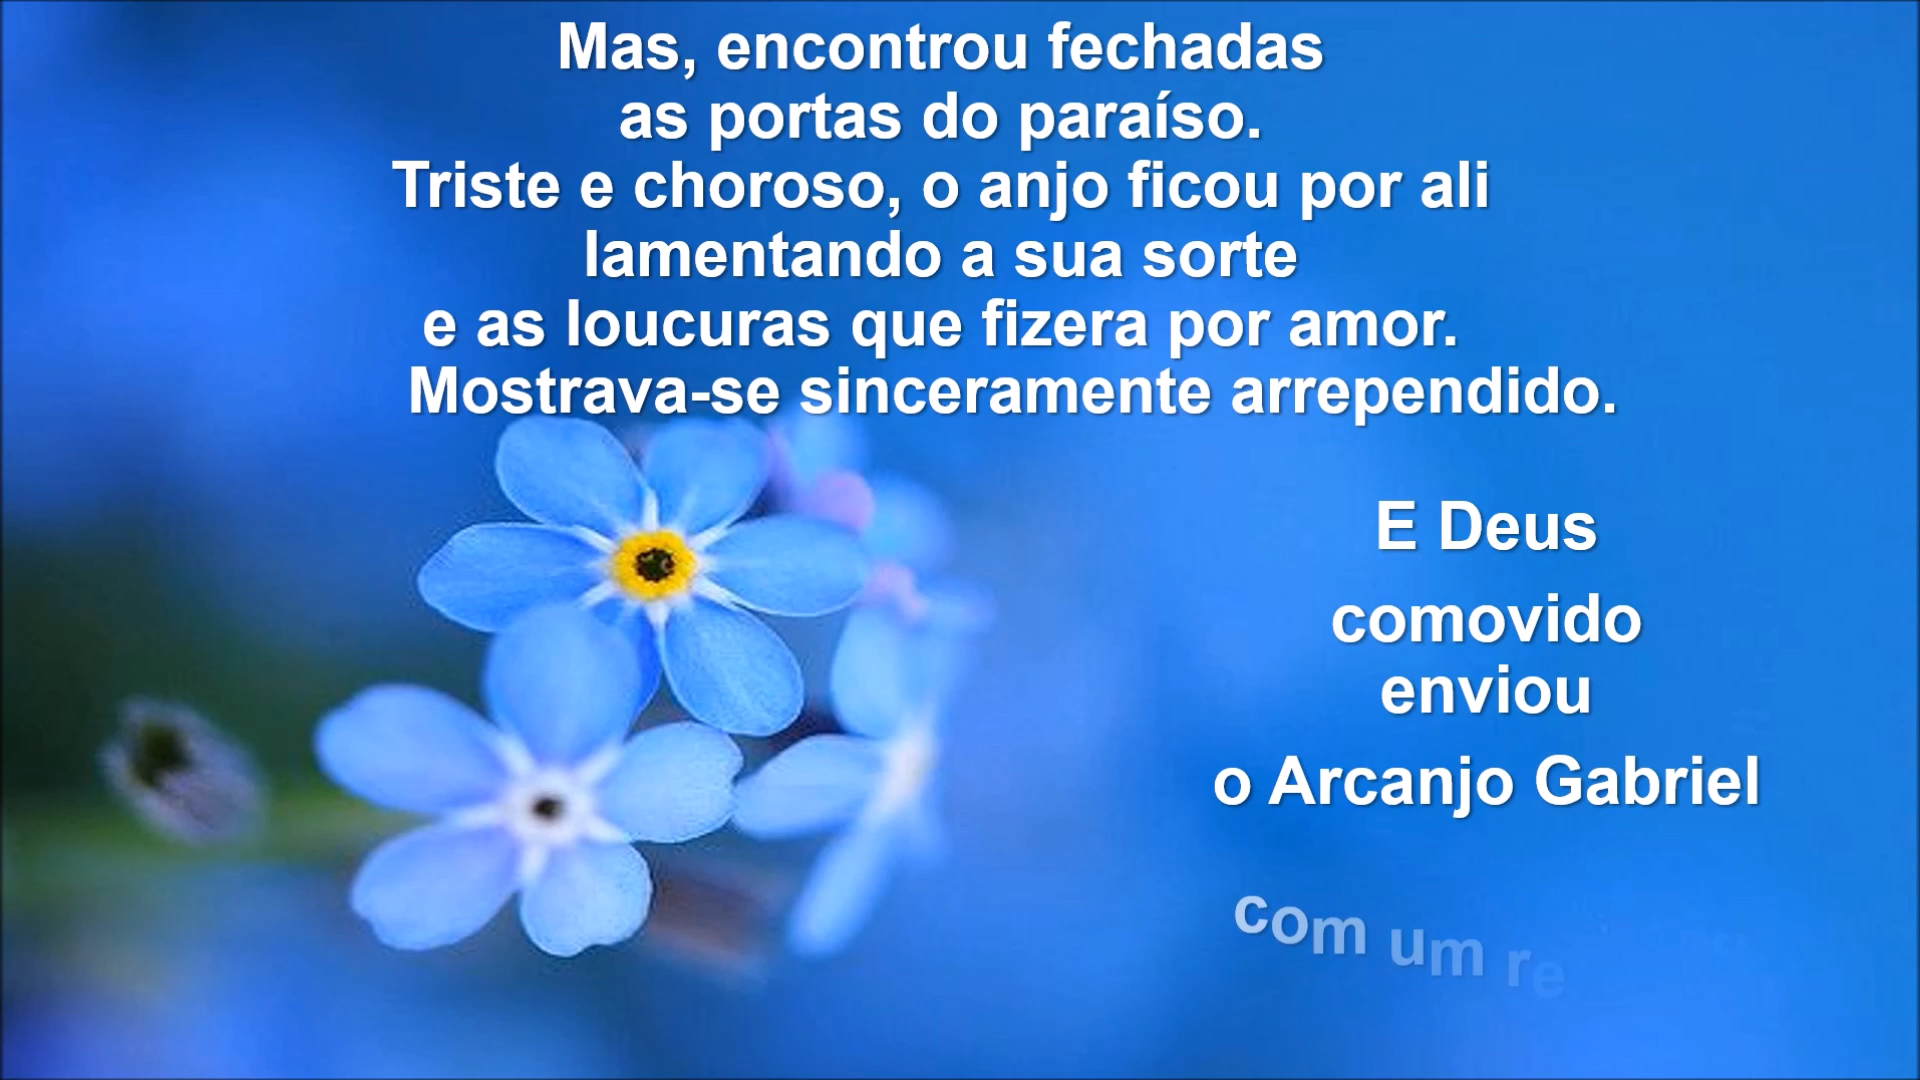 Mas, encontrou fechadas
as portas do paraíso.
Triste e choroso, o anjo ficou por ali
lamentando a sua sorte
e as loucuras que fizera por amor.
Mostrava-se sinceramente arrependido.
E Deus
comovido
enviou
o Arcanjo Gabriel
com um re